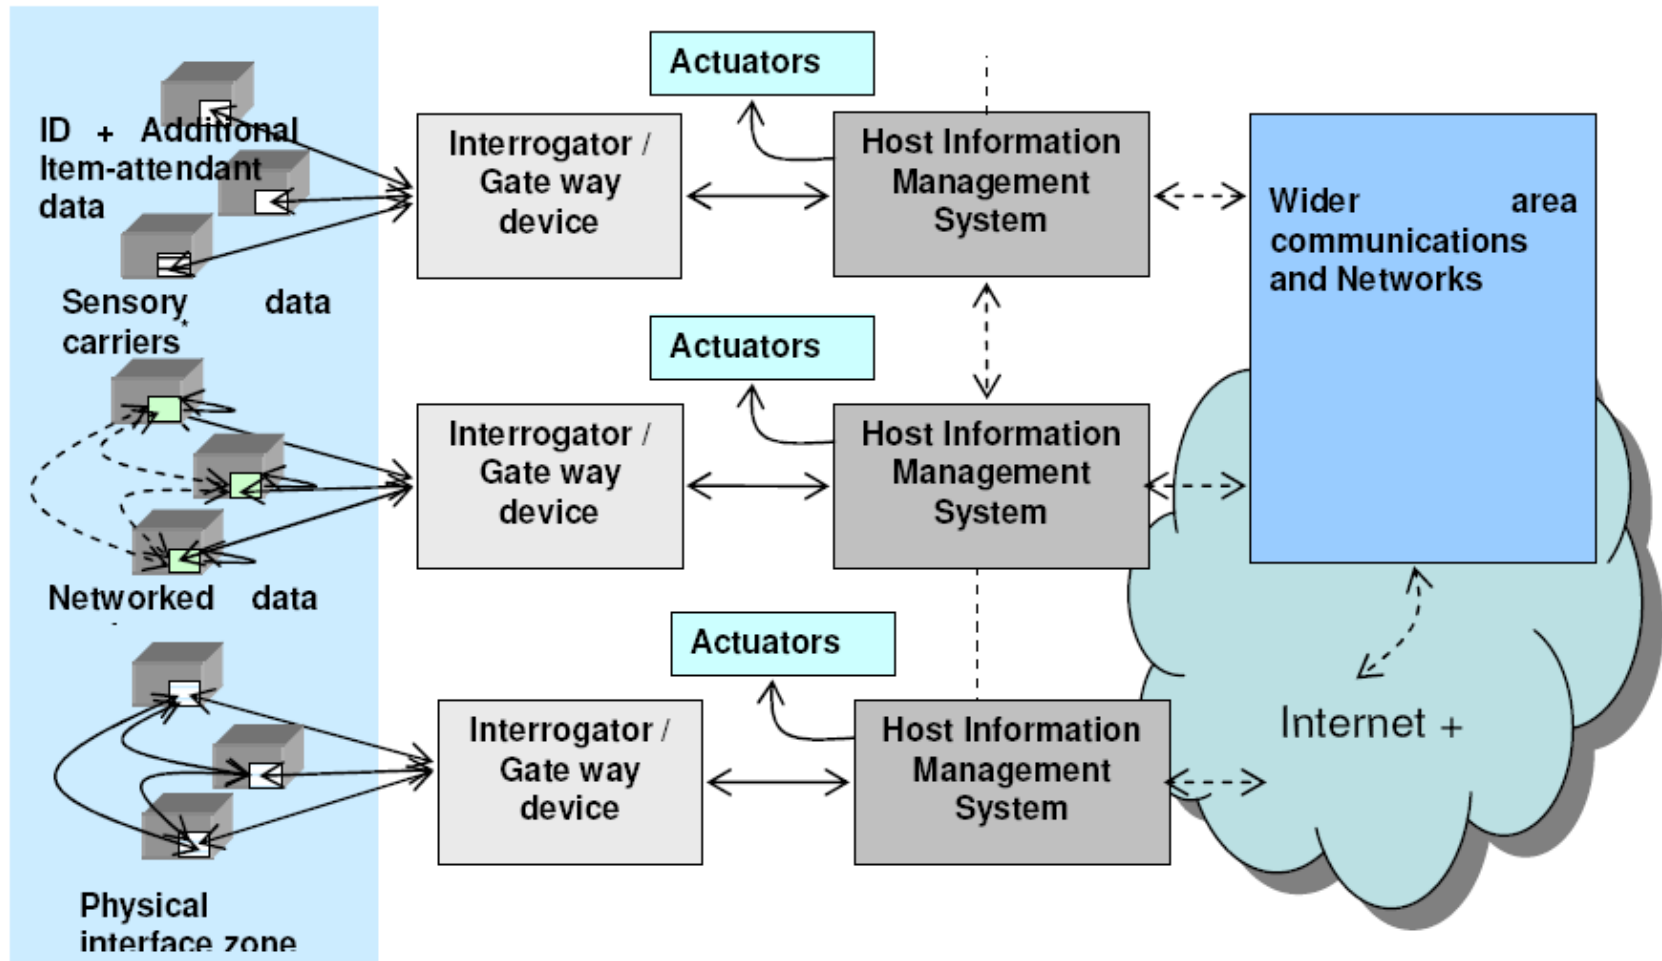 ID + Additional
Item-attendant
data
Sensory data
carriers*
Networked data
Physical
interface zone
Actuators
Interrogator /
Gate way
device
Host Information
Management
System
Actuators
Interrogator /
Gate way
device
Host Information
Management
System
Actuators
Interrogator /
Gate way
device
Host Information
Management
System
Wider area
communications
and Networks
Internet +